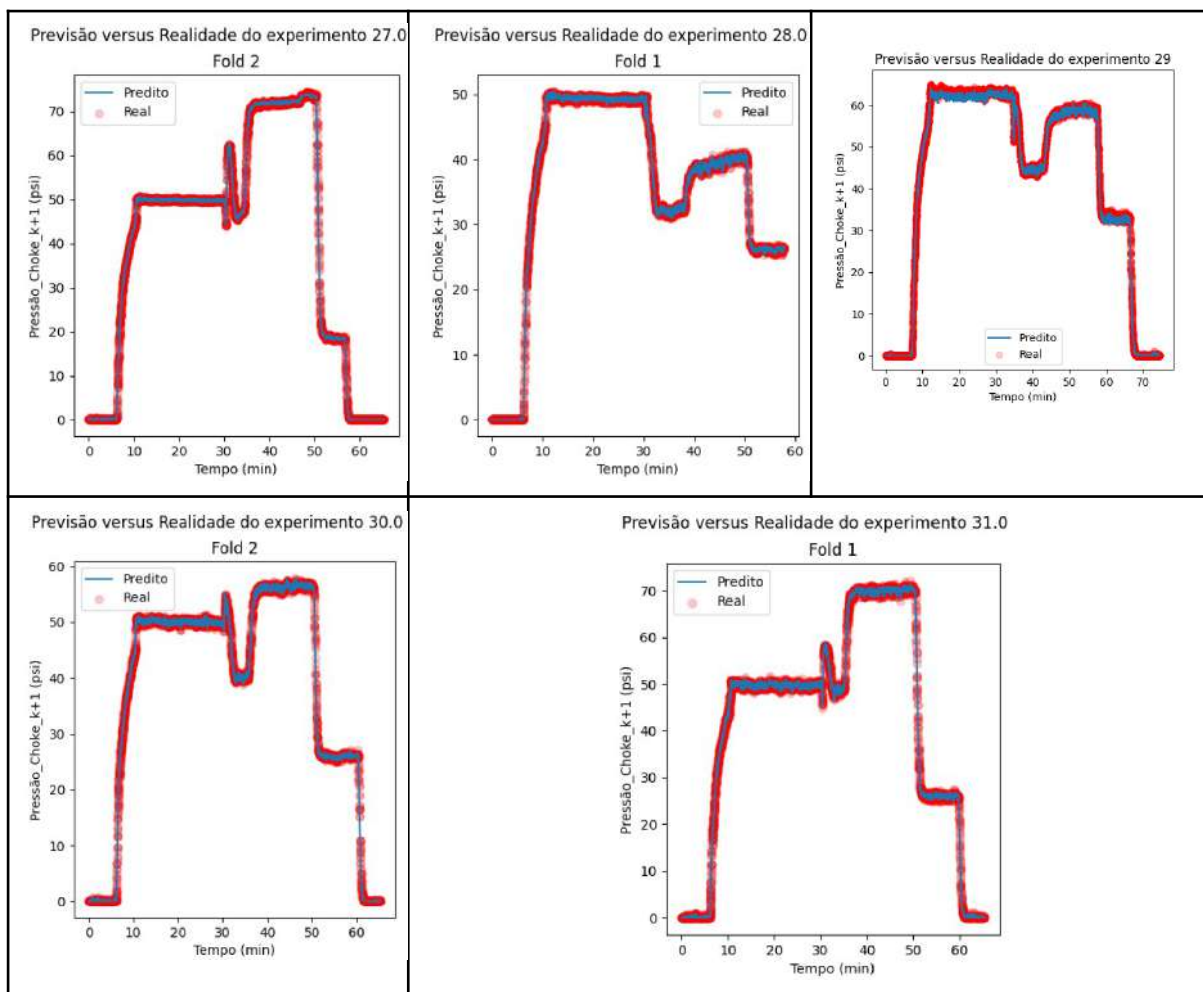 Previsão versus Realidade do experimento 27.0
Fold 2
Predito
Real
Pressão_Choke_k+1 (psi)
70
60
50
40
30
20
10
0
0 10 20 30 40 50 60
Tempo (min)
Previsão versus Realidade do experimento 28.0
Fold 1
Predito
Real
Pressão_Choke_k+1 (psi)
50
40
30
20
10
0
0 10 20 30 40 50 60
Tempo (min)
Previsão versus Realidade do experimento 29
Pressão_Choke_k+1 (psi)
60
50
40
30
20
10
0
Predito
Real
0 10 20 30 40 50 60 70
Tempo (min)
Previsão versus Realidade do experimento 30.0
Fold 2
Predito
Real
Pressão_Choke_k+1 (psi)
60
50
40
30
20
10
0
0 10 20 30 40 50 60
Tempo (min)
Previsão versus Realidade do experimento 31.0
Fold 1
Predito
Real
Pressão_Choke_k+1 (psi)
70
60
50
40
30
20
10
0
0 10 20 30 40 50 60
Tempo (min)